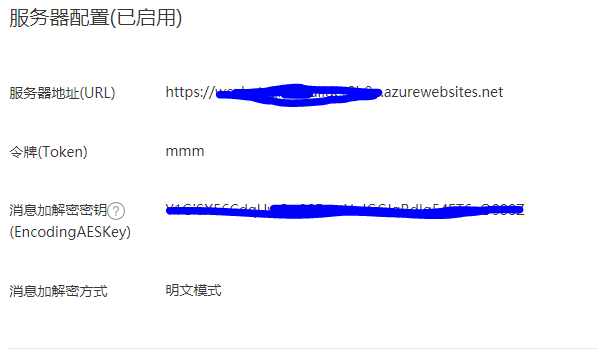 服务器配置(已启用)
服务器地址(URL) https://w .azurewebsites.net
令牌(Token) mmm
消息加解密密钥 ?
(EncodingAESKey)
消息加解密方式 明文模式